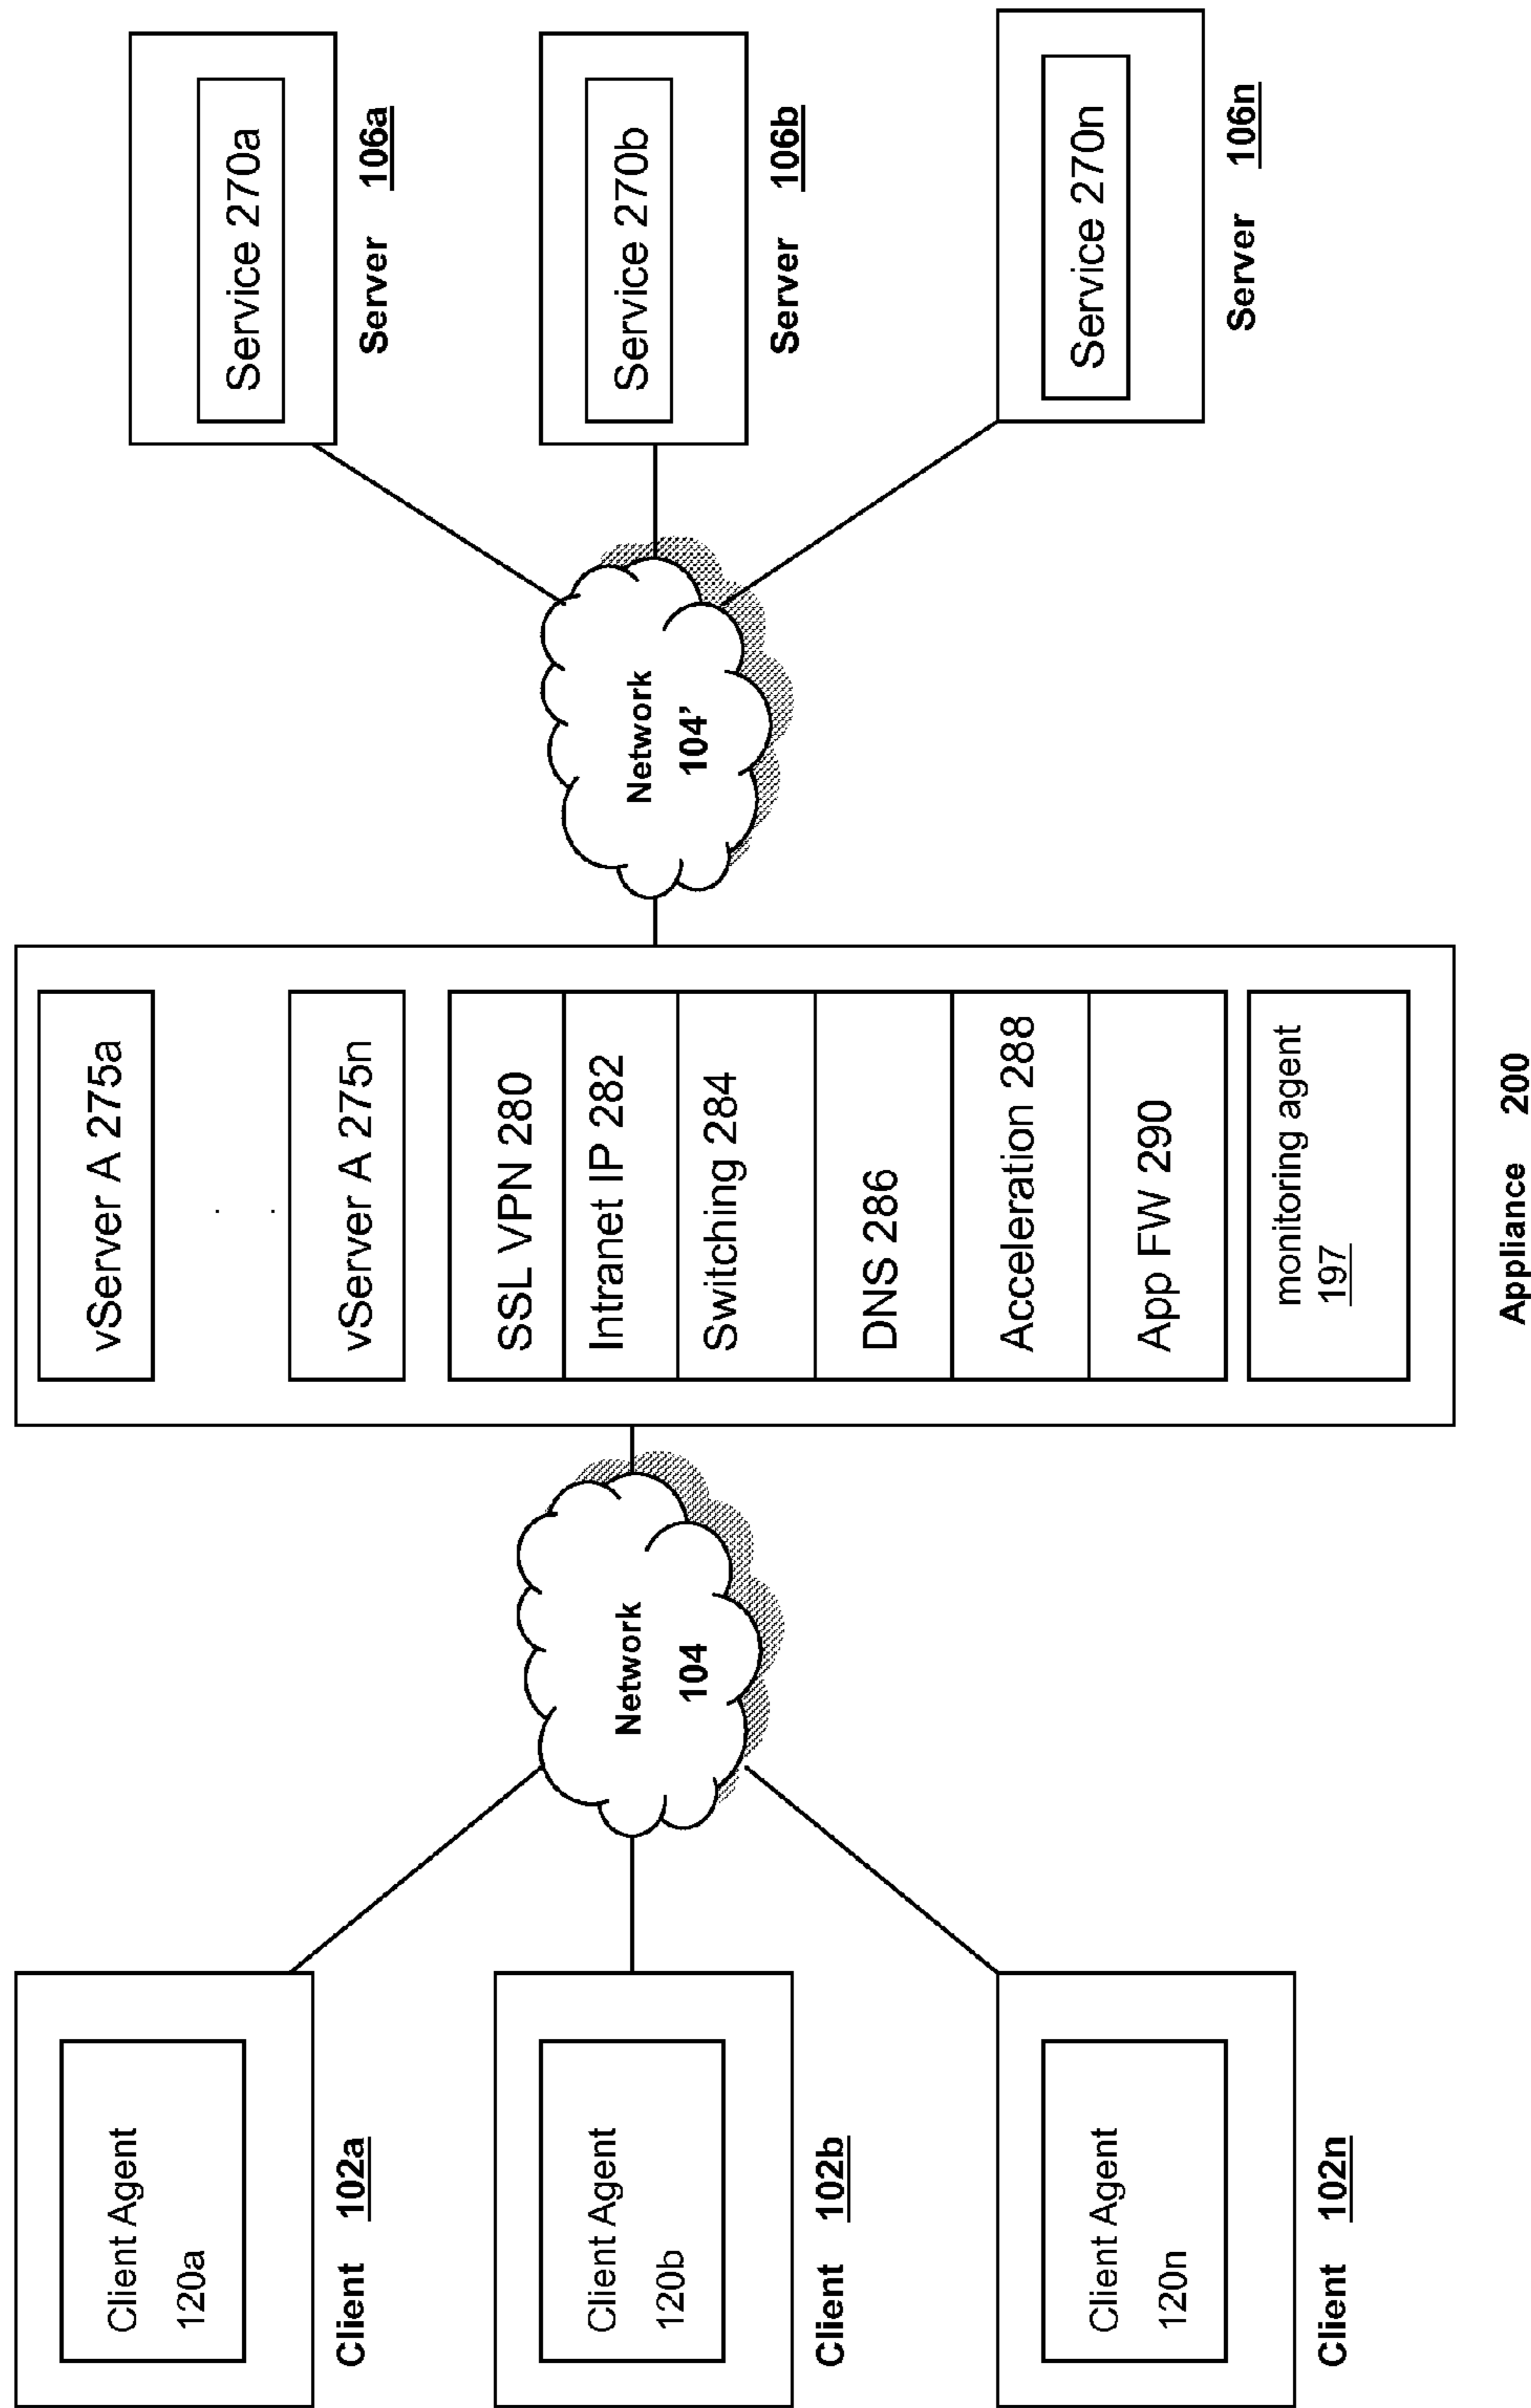 Client Agent
120a
Client 102a
Client Agent
120b
Client 102b
Client Agent
120n
Client 102n
Network
104
vServer A 275a
. .
vServer A 275n
SSL VPN 280
Intranet IP 282
Switching 284
DNS 286
Acceleration 288
App FW 290
monitoring agent
197
Appliance 200
Network
104'
Service 270a
Server 106a
Service 270b
Server 106b
Service 270n
Server 106n